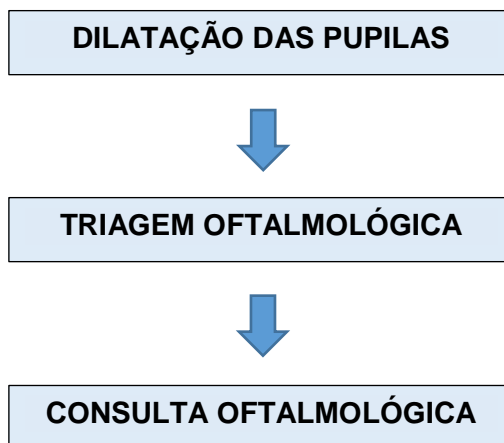 DILATAÇÃO DAS PUPILAS
TRIAGEM OFTALMOLÓGICA
CONSULTA OFTALMOLÓGICA